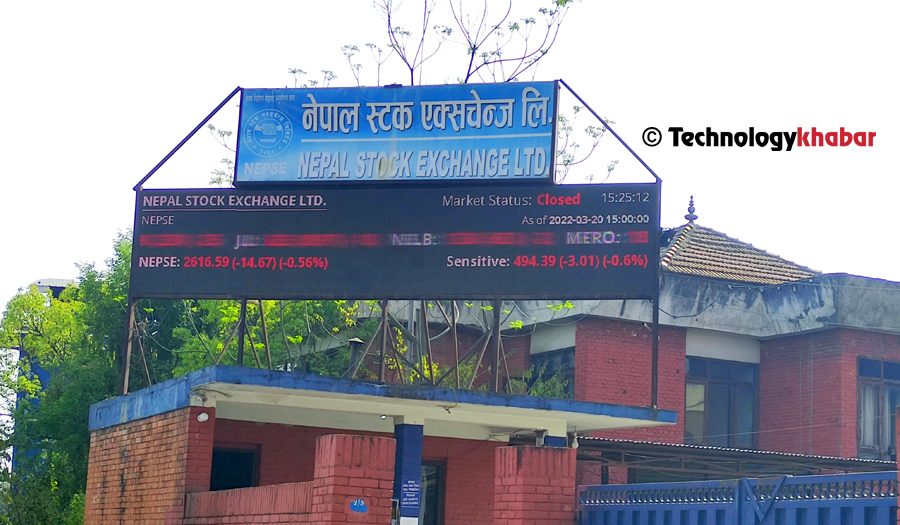 © Technologykhabar
नेपाल स्टक एक्सचेन्ज लि.
NEPSE NEPAL STOCK EXCHANGE LTD.
NEPAL STOCK EXCHANGE LTD. Market Status: Closed 15:25:12
NEPSE As of 2022-03-20 15:00:00
NEPSE: 2616.59 (-14.67) (-0.56%) Sensitive: 494.39 (-3.01) (-0.6%)